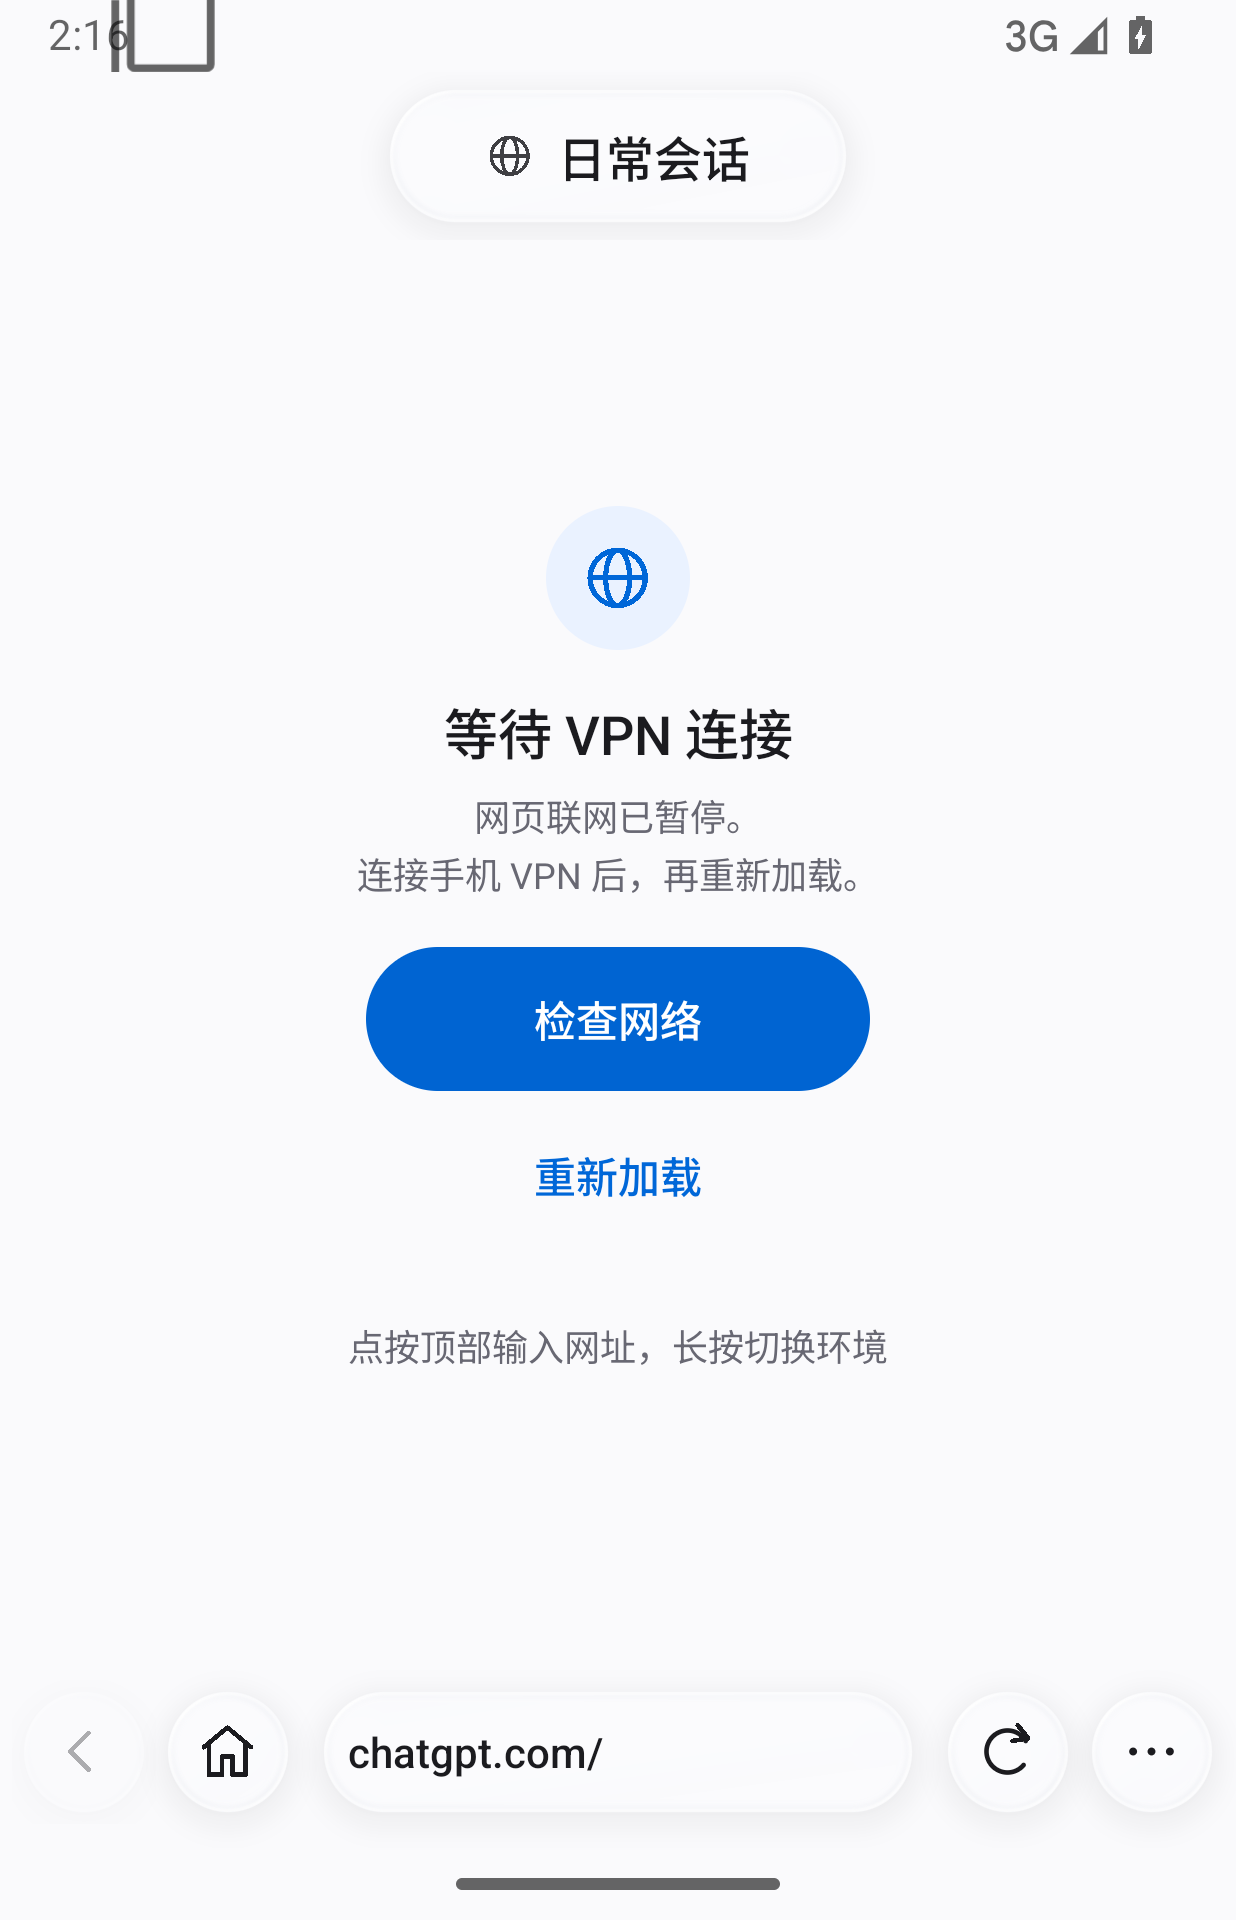 2:16
3G
日常会话
等待 VPN 连接
网页联网已暂停。
连接手机 VPN 后，再重新加载。
检查网络
重新加载
点按顶部输入网址，长按切换环境
chatgpt.com/